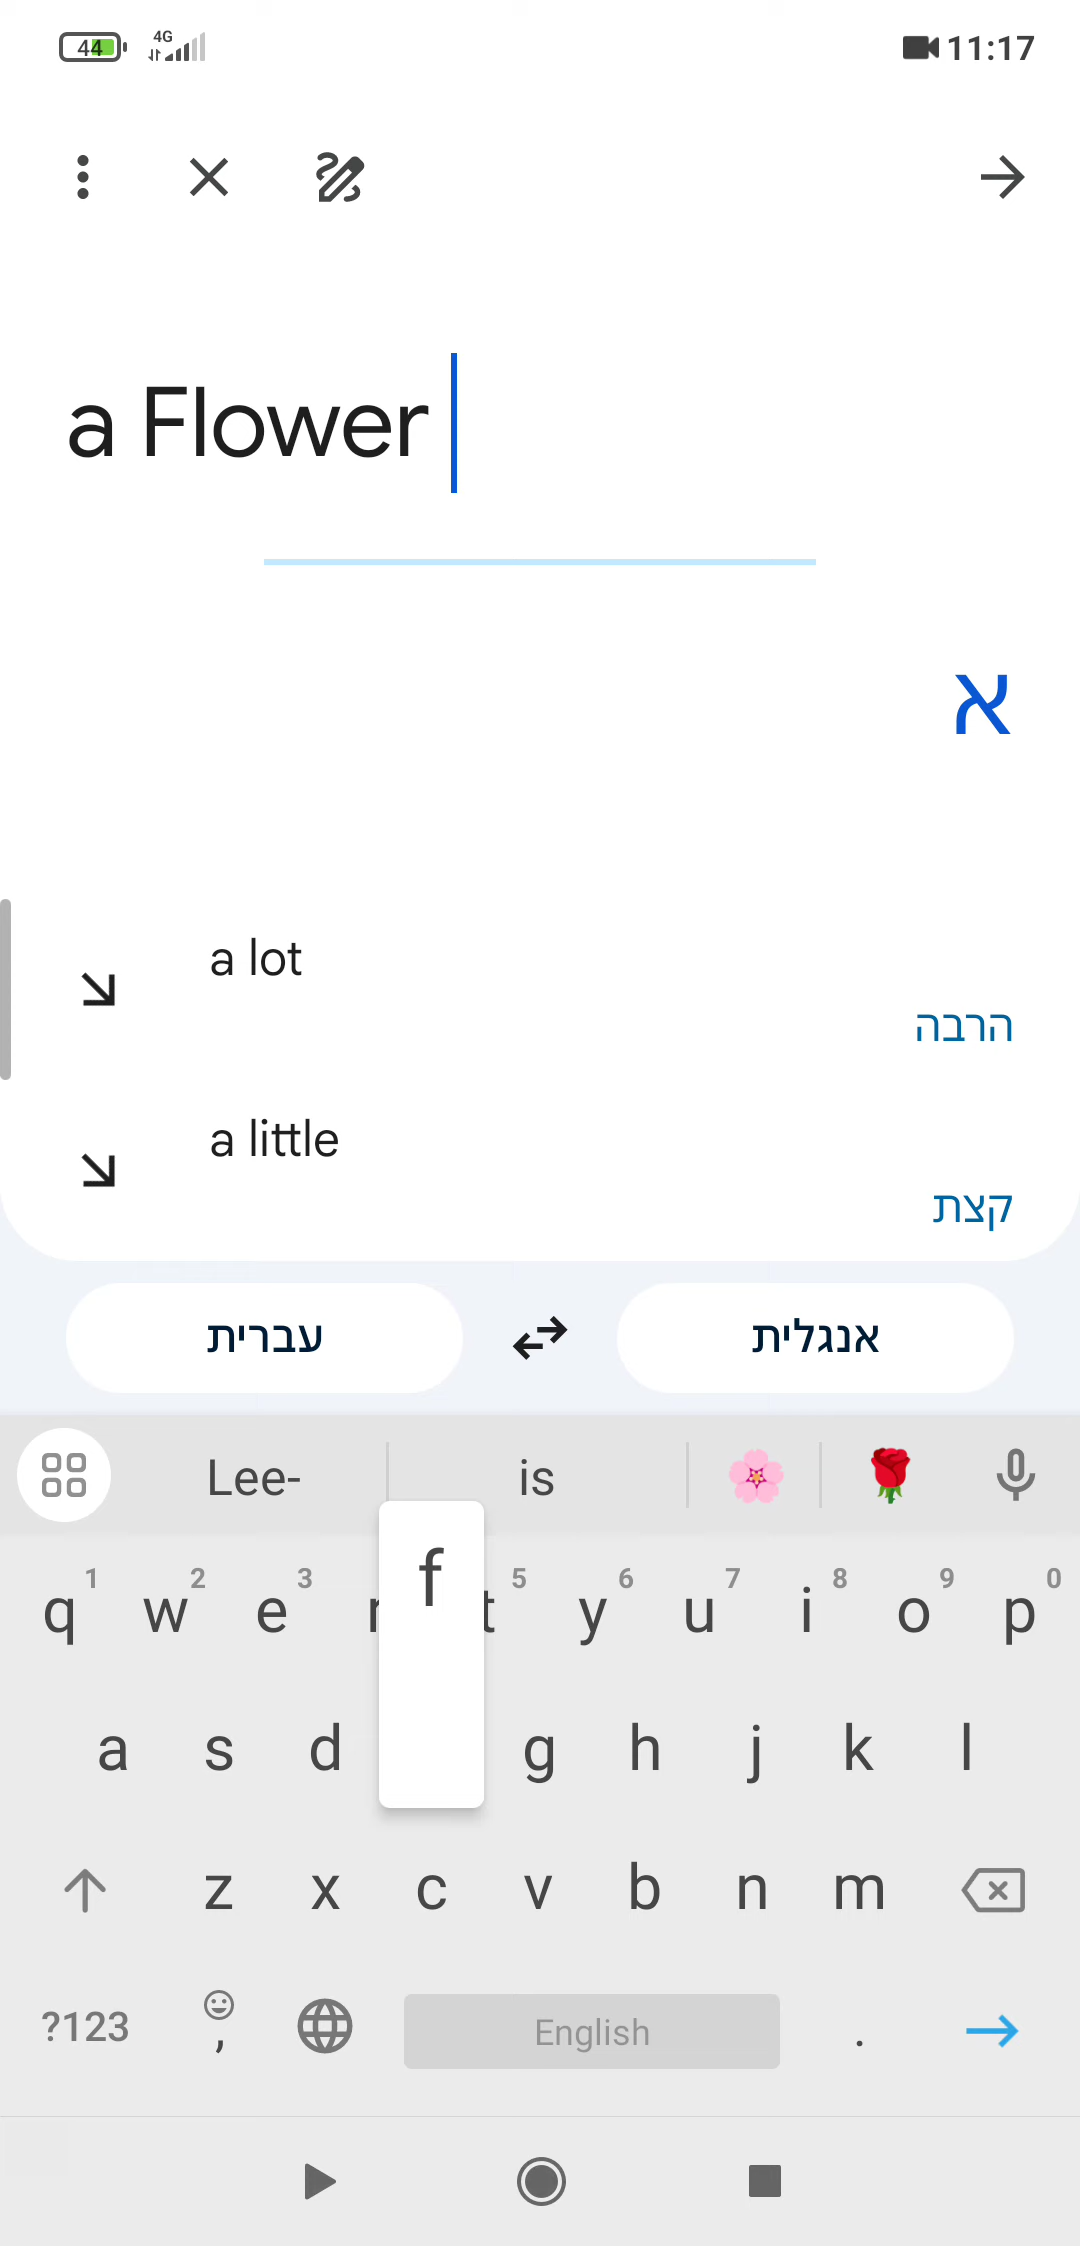 44 4G 11:17
a Flower
א
a lot
הרבה
a little
קצת
עברית אנגלית
Lee- is
f
1 2 3 5 6 7 8 9 0
q w e r t y u i o p
a s d g h j k l
z x c v b n m
?123 , English .